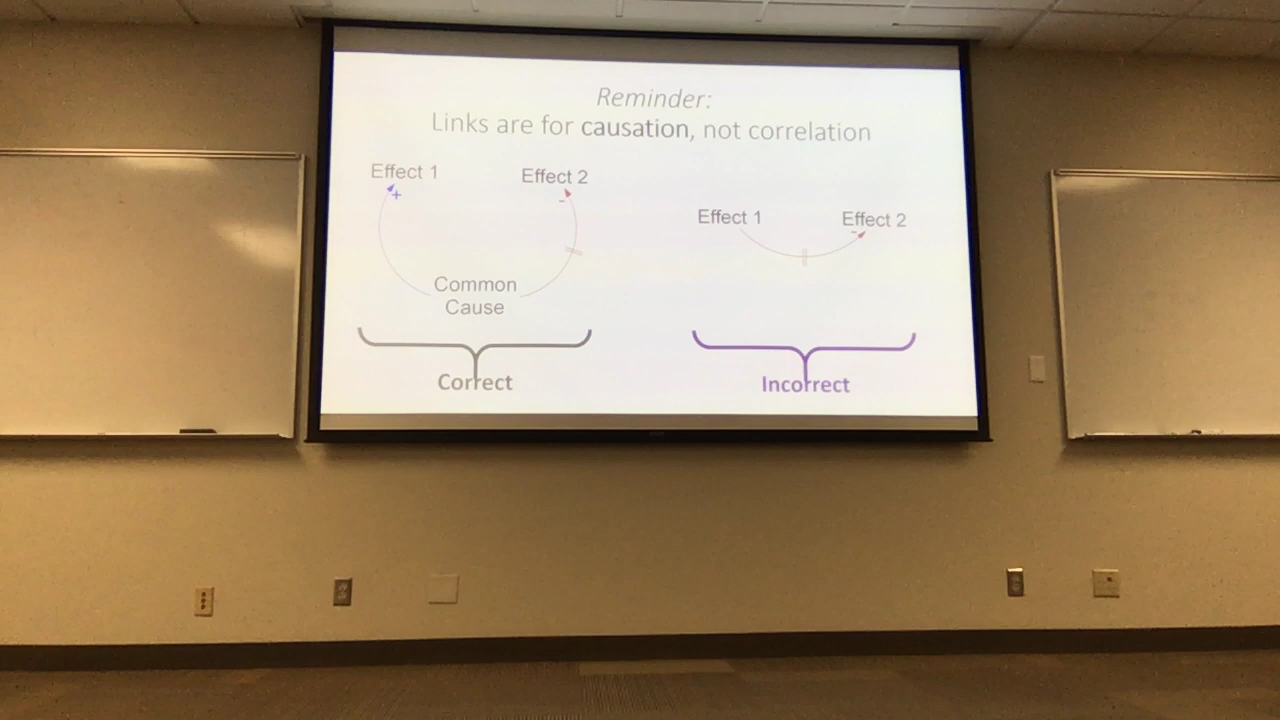 Reminder:
Links are for causation, not correlation
Effect 1
Effect 2
+
-
Common
Cause
Correct
Effect 1
Effect 2
-
Incorrect